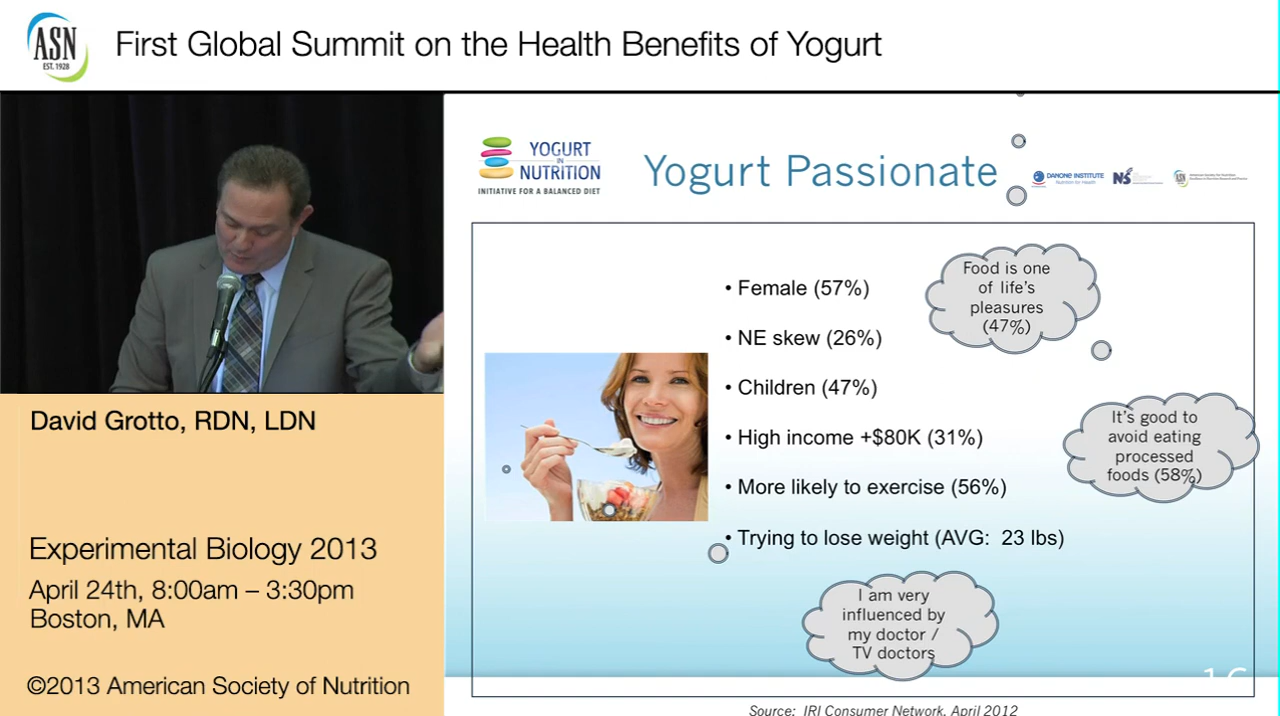 ASN
EST. 1928
First Global Summit on the Health Benefits of Yogurt
YOGURT
IN
NUTRITION
INITIATIVE FOR A BALANCED DIET
Yogurt Passionate
DANONE INSTITUTE
Nutrition for Health
NS
ASN
• Female (57%)
• NE skew (26%)
• Children (47%)
• High income +$80K (31%)
• More likely to exercise (56%)
• Trying to lose weight (AVG: 23 lbs)
Food is one
of life's
pleasures
(47%)
It's good to
avoid eating
processed
foods (58%)
I am very
influenced by
my doctor /
TV doctors
16
Source: IRI Consumer Network, April 2012
David Grotto, RDN, LDN
Experimental Biology 2013
April 24th, 8:00am – 3:30pm
Boston, MA
©2013 American Society of Nutrition